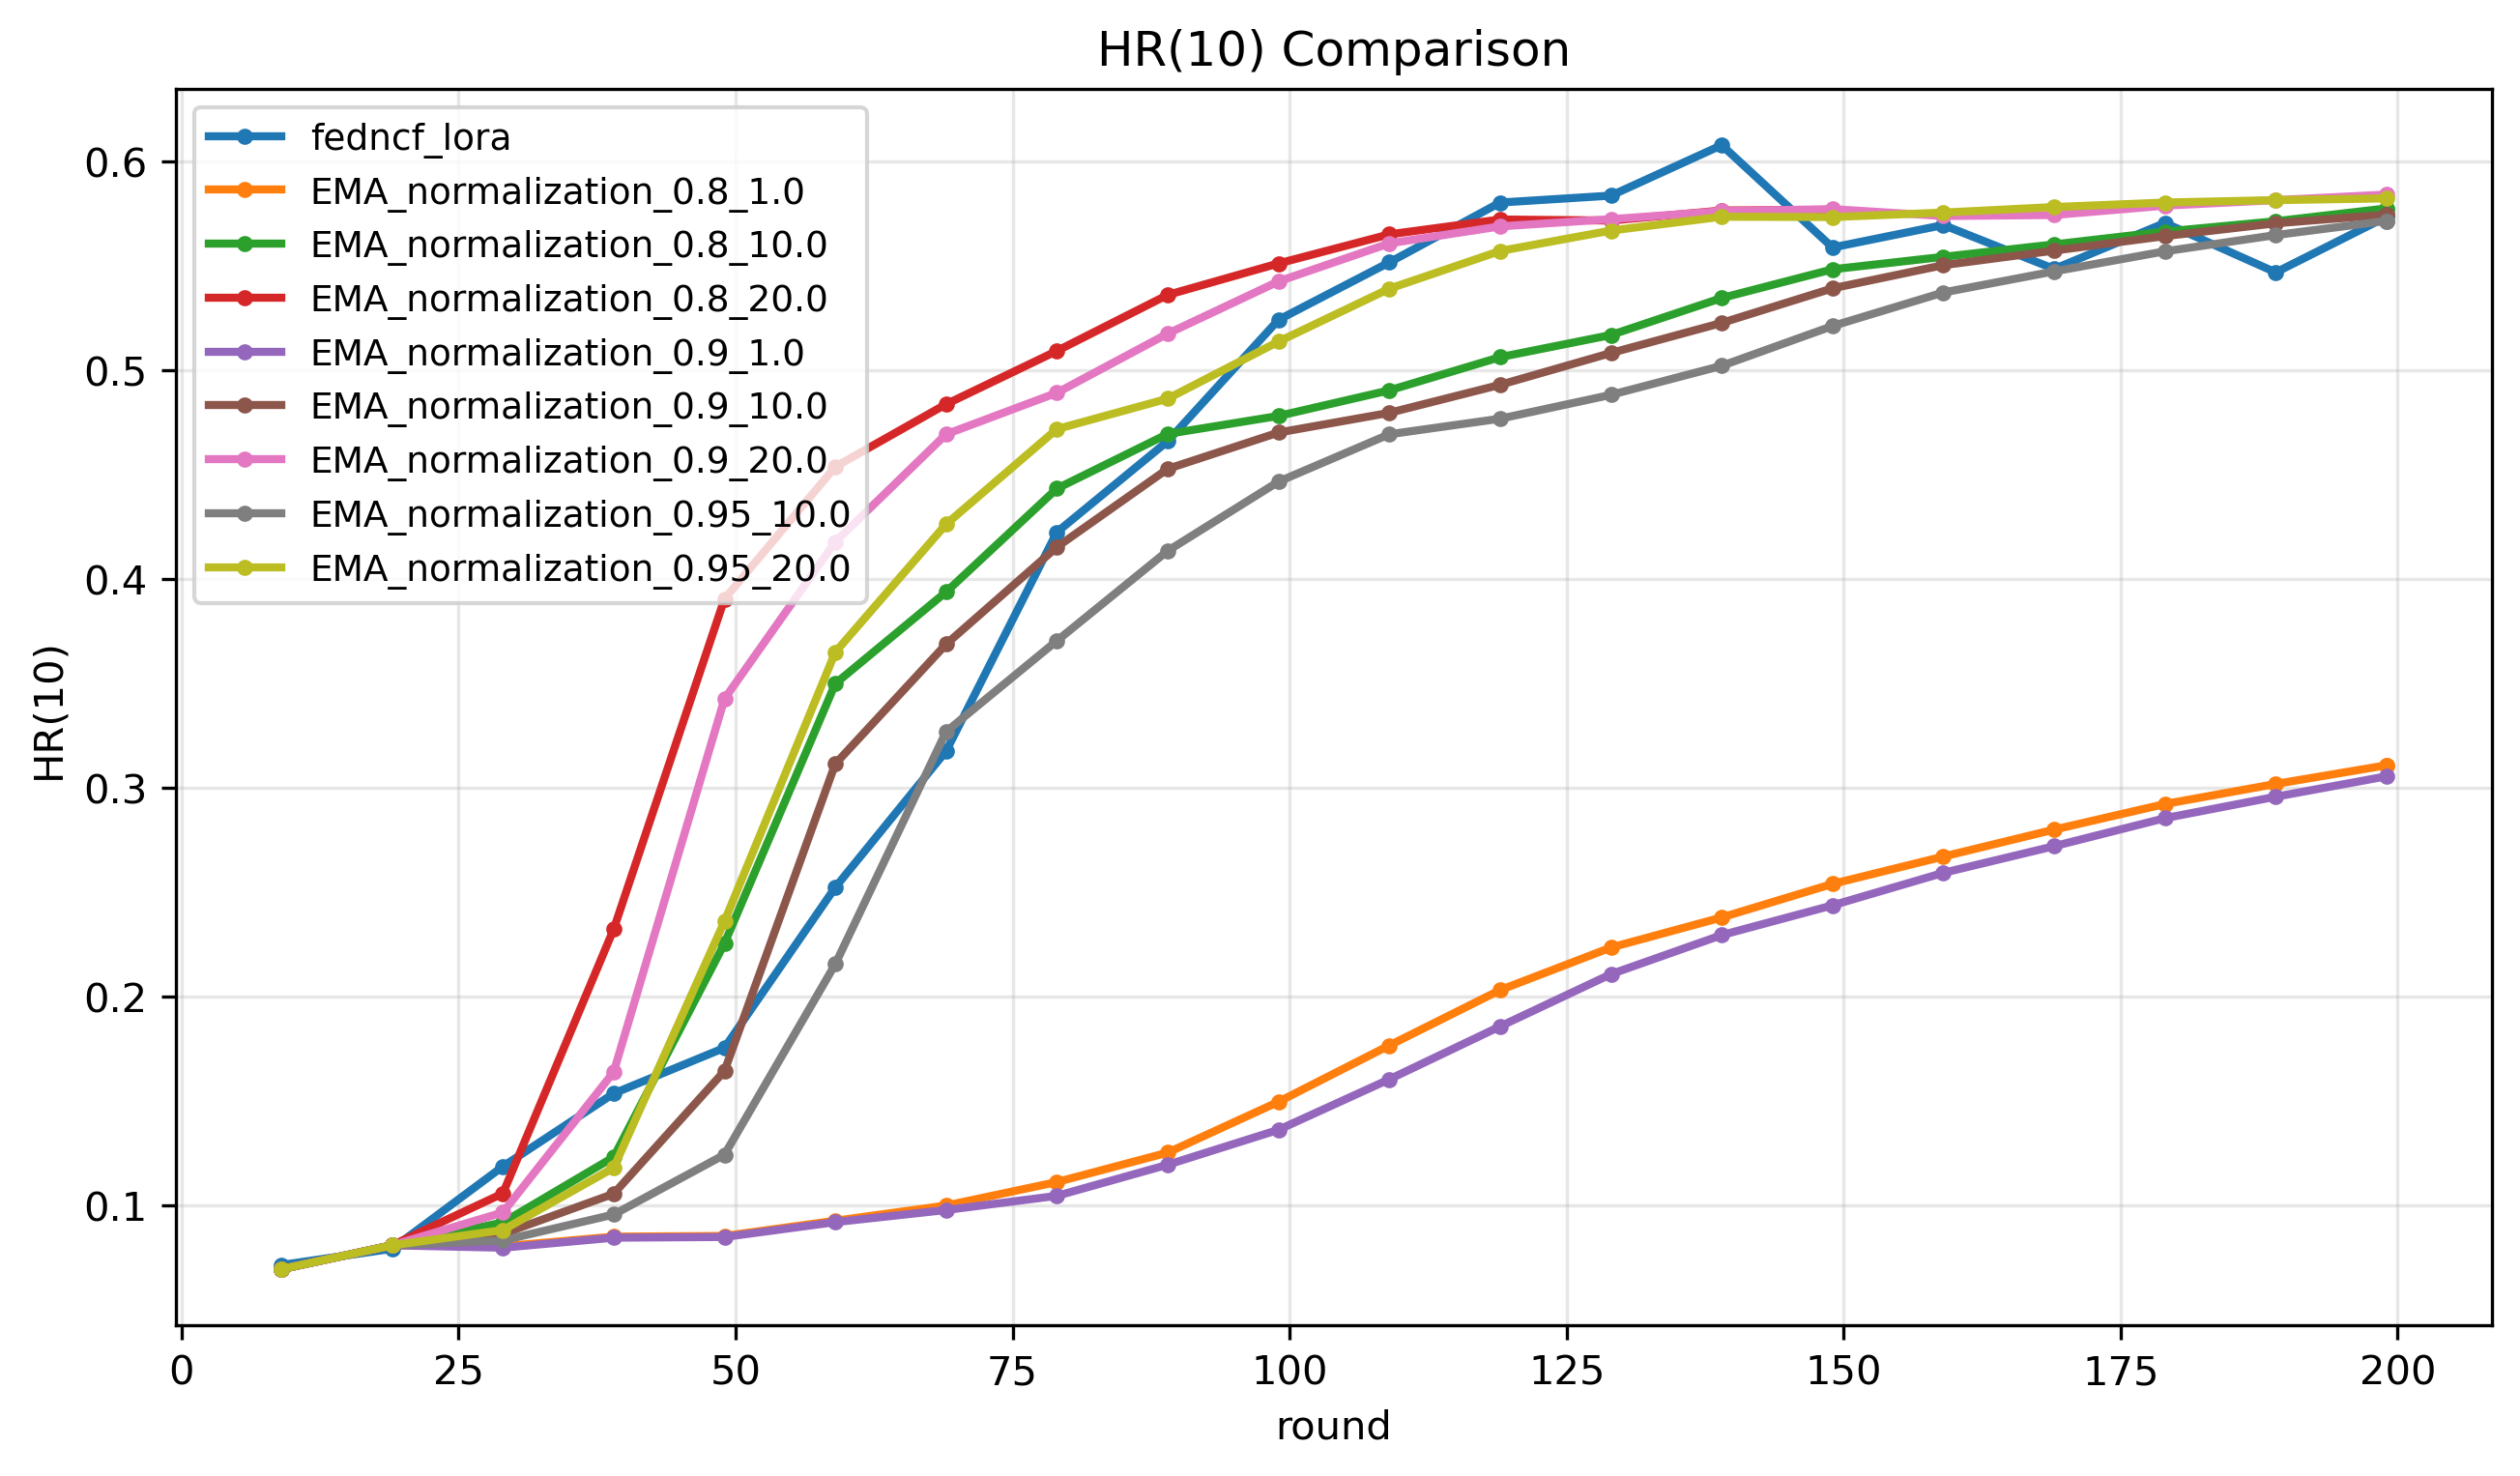 HR(10) Comparison
fedncf_lora
EMA_normalization_0.8_1.0
EMA_normalization_0.8_10.0
EMA_normalization_0.8_20.0
EMA_normalization_0.9_1.0
EMA_normalization_0.9_10.0
EMA_normalization_0.9_20.0
EMA_normalization_0.95_10.0
EMA_normalization_0.95_20.0
HR(10)
0.6
0.5
0.4
0.3
0.2
0.1
0 25 50 75 100 125 150 175 200
round